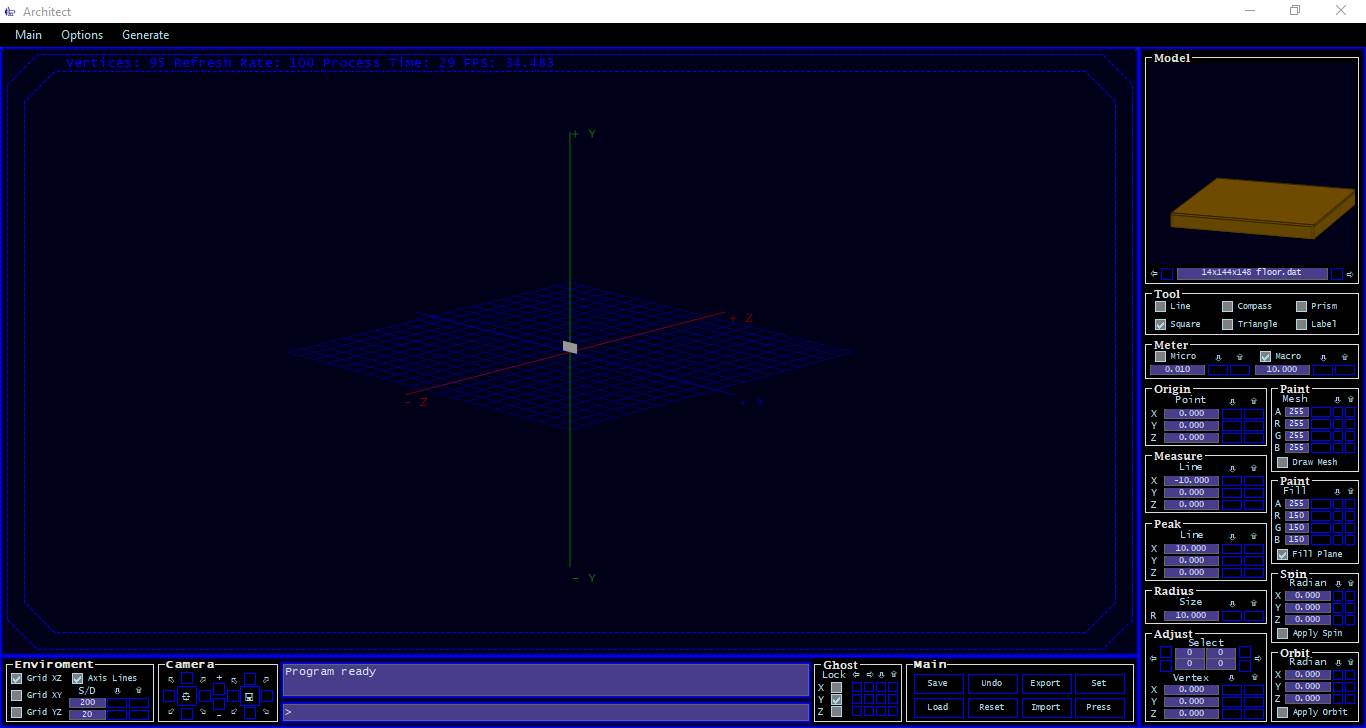 Architect
Main Options Generate
Vertices: 95 Refresh Rate: 100 Process Time: 29 FPS: 34.483
+ Y
+ Z
- Z
+ X
- Y
Model
14x144x148 floor.dat
Tool
Line Compass Prism
Square Triangle Label
Meter
Micro Macro
0.010 10.000
Origin
Point
X 0.000
Y 0.000
Z 0.000
Measure
Line
X -10.000
Y 0.000
Z 0.000
Peak
Line
X 10.000
Y 0.000
Z 0.000
Radius
Size
R 10.000
Adjust
Select
0 0
0 0
Vertex
X 0.000
Y 0.000
Z 0.000
Paint
Mesh
A 255
R 255
G 255
B 255
Draw Mesh
Paint
Fill
A 255
R 150
G 150
B 150
Fill Plane
Spin
Radian
X 0.000
Y 0.000
Z 0.000
Apply Spin
Orbit
Radian
X 0.000
Y 0.000
Z 0.000
Apply Orbit
Enviroment
Grid XZ Axis Lines
Grid XY S/D
200
Grid YZ 20
Camera
+
-
Program ready
>
Ghost
Lock
X
Y
Z
Main
Save Undo Export Set
Load Reset Import Press